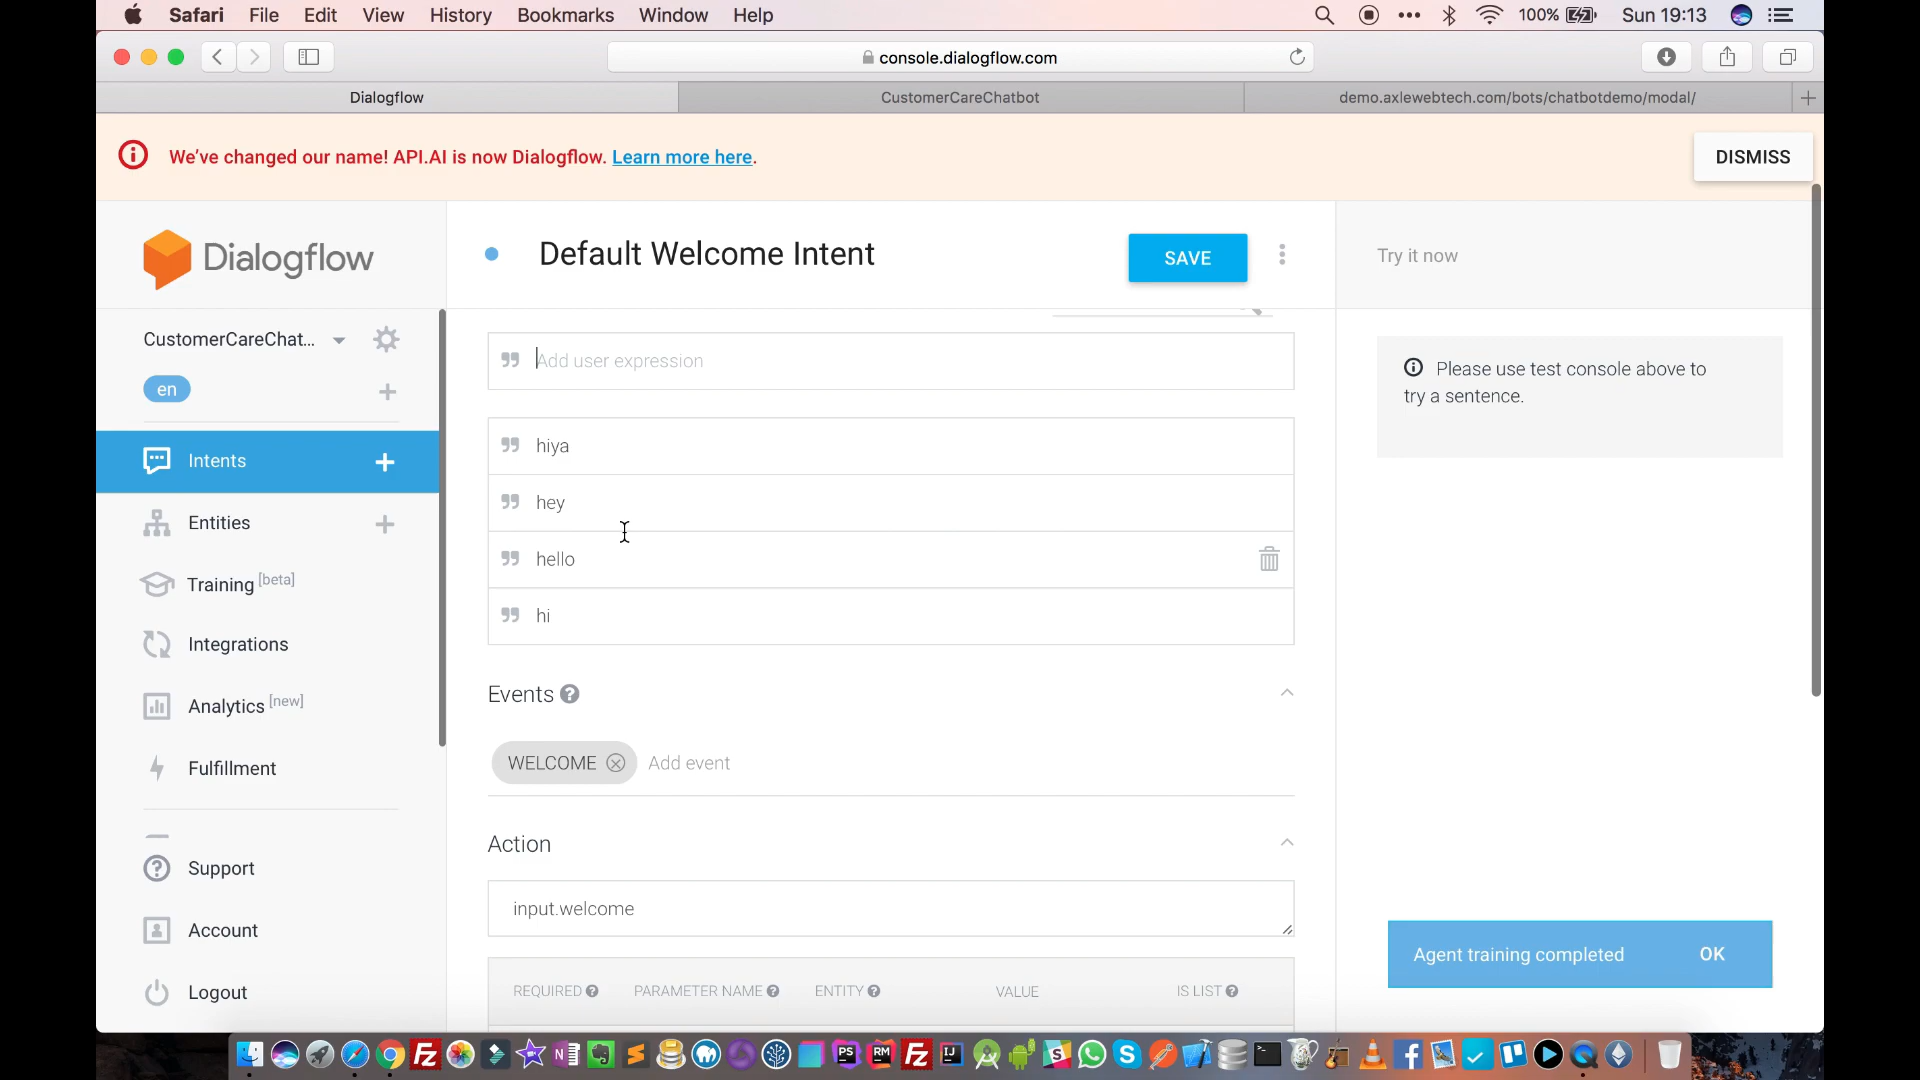 Safari File Edit View History Bookmarks Window Help 100% Sun 19:13
console.dialogflow.com
Dialogflow CustomerCareChatbot demo.axlewebtech.com/bots/chatbotdemo/modal/
We've changed our name! API.AI is now Dialogflow. Learn more here. DISMISS
Dialogflow
Default Welcome Intent SAVE
Try it now
CustomerCareChat...
en
Intents
Entities
Training [beta]
Integrations
Analytics [new]
Fulfillment
Support
Account
Logout
Add user expression
hiya
hey
hello
hi
Events
WELCOME Add event
Action
input.welcome
REQUIRED PARAMETER NAME ENTITY VALUE IS LIST
Please use test console above to
try a sentence.
Agent training completed OK